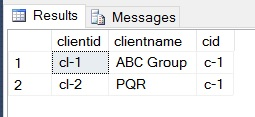 Results Messages
clientid clientname cid
1 cl-1 ABC Group c-1
2 cl-2 PQR c-1